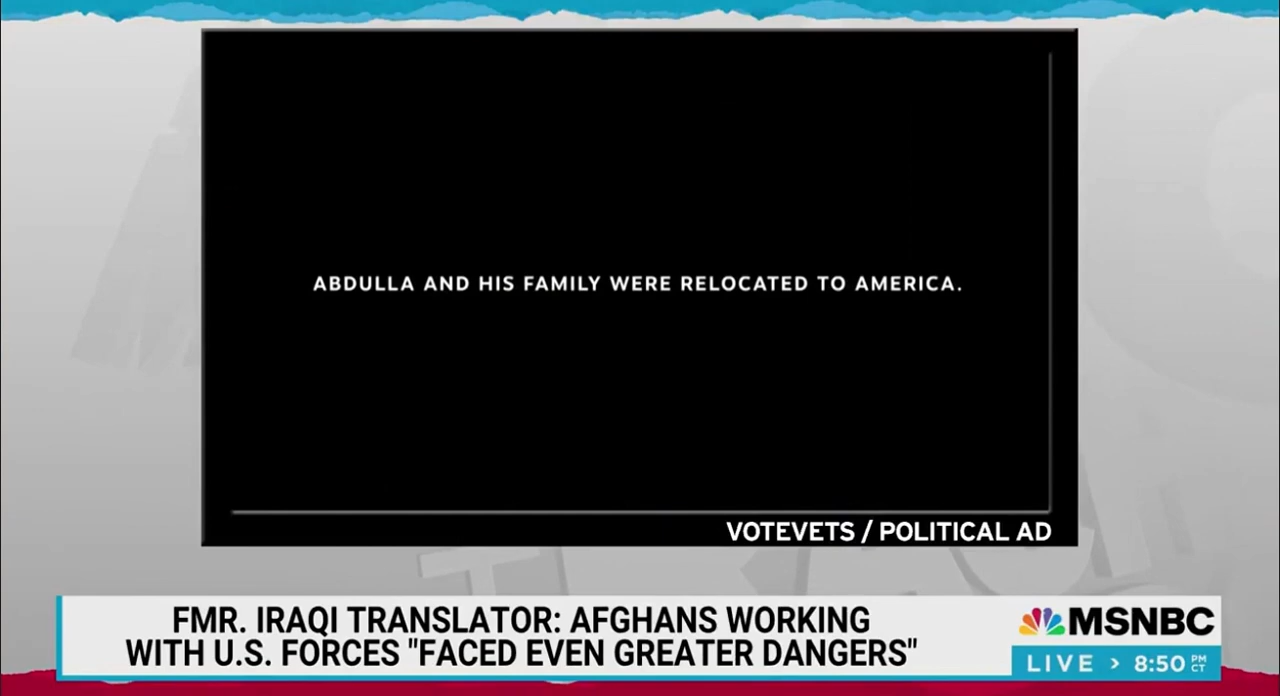 ABDULLA AND HIS FAMILY WERE RELOCATED TO AMERICA.
VOTEVETS / POLITICAL AD
FMR. IRAQI TRANSLATOR: AFGHANS WORKING
WITH U.S. FORCES "FACED EVEN GREATER DANGERS"
MSNBC
LIVE > 8:50 PM CT